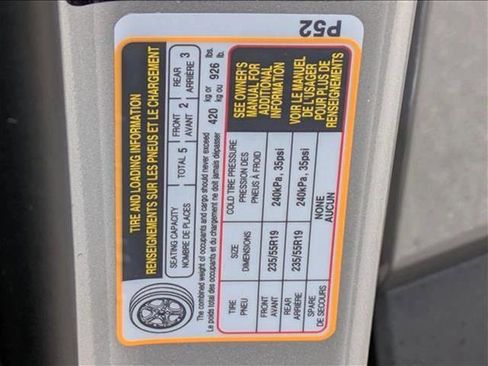 TIRE AND LOADING INFORMATION
RENSEIGNEMENTS SUR LES PNEUS ET LE CHARGEMENT
SEATING CAPACITY
NOMBRE DE PLACES
TOTAL 5
FRONT
AVANT 2
REAR
ARRIÈRE 3
The combined weight of occupants and cargo should never exceed
Le poids total des occupants et du chargement ne doit jamais dépasser
420 kg or
kg ou
926 lbs.
lb.
TIRE
PNEU
SIZE
DIMENSIONS
COLD TIRE PRESSURE
PRESSION DES
PNEUS À FROID
FRONT
AVANT
235/55R19
240kPa, 35psi
REAR
ARRIÈRE
235/55R19
240kPa, 35psi
SPARE
DE SECOURS
NONE
AUCUN
SEE OWNER'S
MANUAL FOR
ADDITIONAL
INFORMATION
VOIR LE MANUEL
DE L'USAGER
POUR PLUS DE
RENSEIGNEMENTS
P52